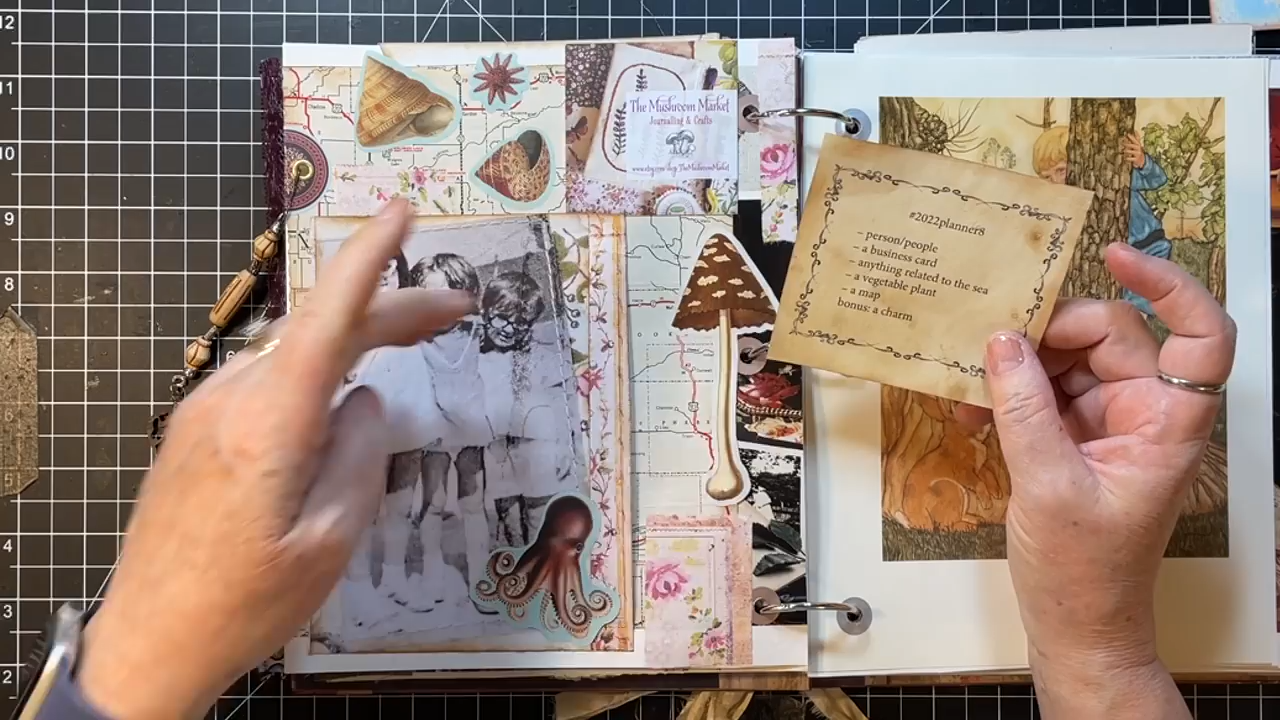 12
11
10
9
8
6
5
4
3
2
The Mushroom Market
Journaling & Crafts
#2022planner8
– person/people
– a business card
– anything related to the sea
– a vegetable plant
– a map
bonus: a charm